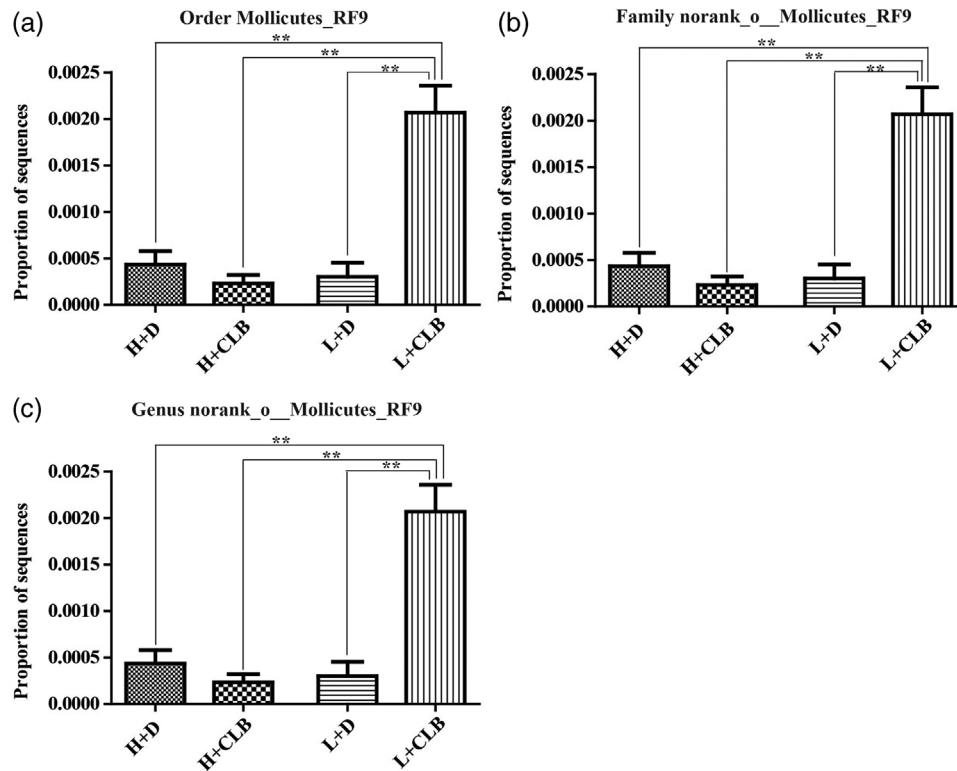 (a)
Order Mollicutes_RF9
**
**
**
Proportion of sequences
0.0025
0.0020
0.0015
0.0010
0.0005
0.0000
H+D
H+CLB
L+D
L+CLB
(b)
Family norank_o__Mollicutes_RF9
**
**
**
Proportion of sequences
0.0025
0.0020
0.0015
0.0010
0.0005
0.0000
H+D
H+CLB
L+D
L+CLB
(c)
Genus norank_o__Mollicutes_RF9
**
**
**
Proportion of sequences
0.0025
0.0020
0.0015
0.0010
0.0005
0.0000
H+D
H+CLB
L+D
L+CLB